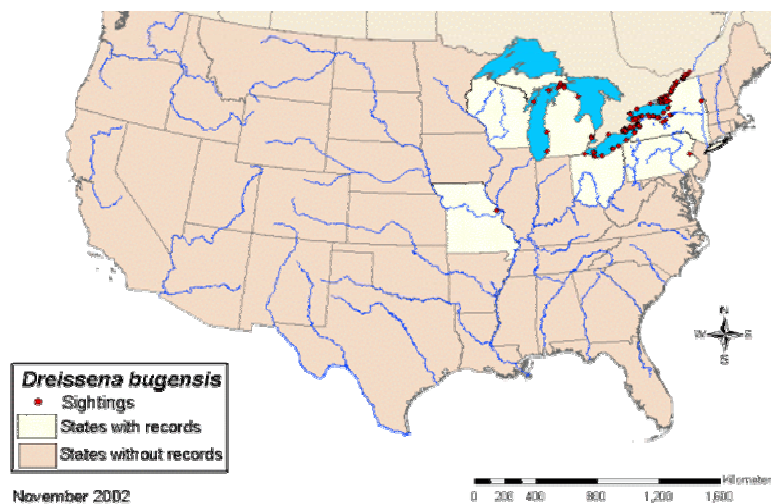 N
W
E
S
Dreissena bugensis
Sightings
States with records
States without records
November 2002
Kilometers
0 200 400 800 1,200 1,600